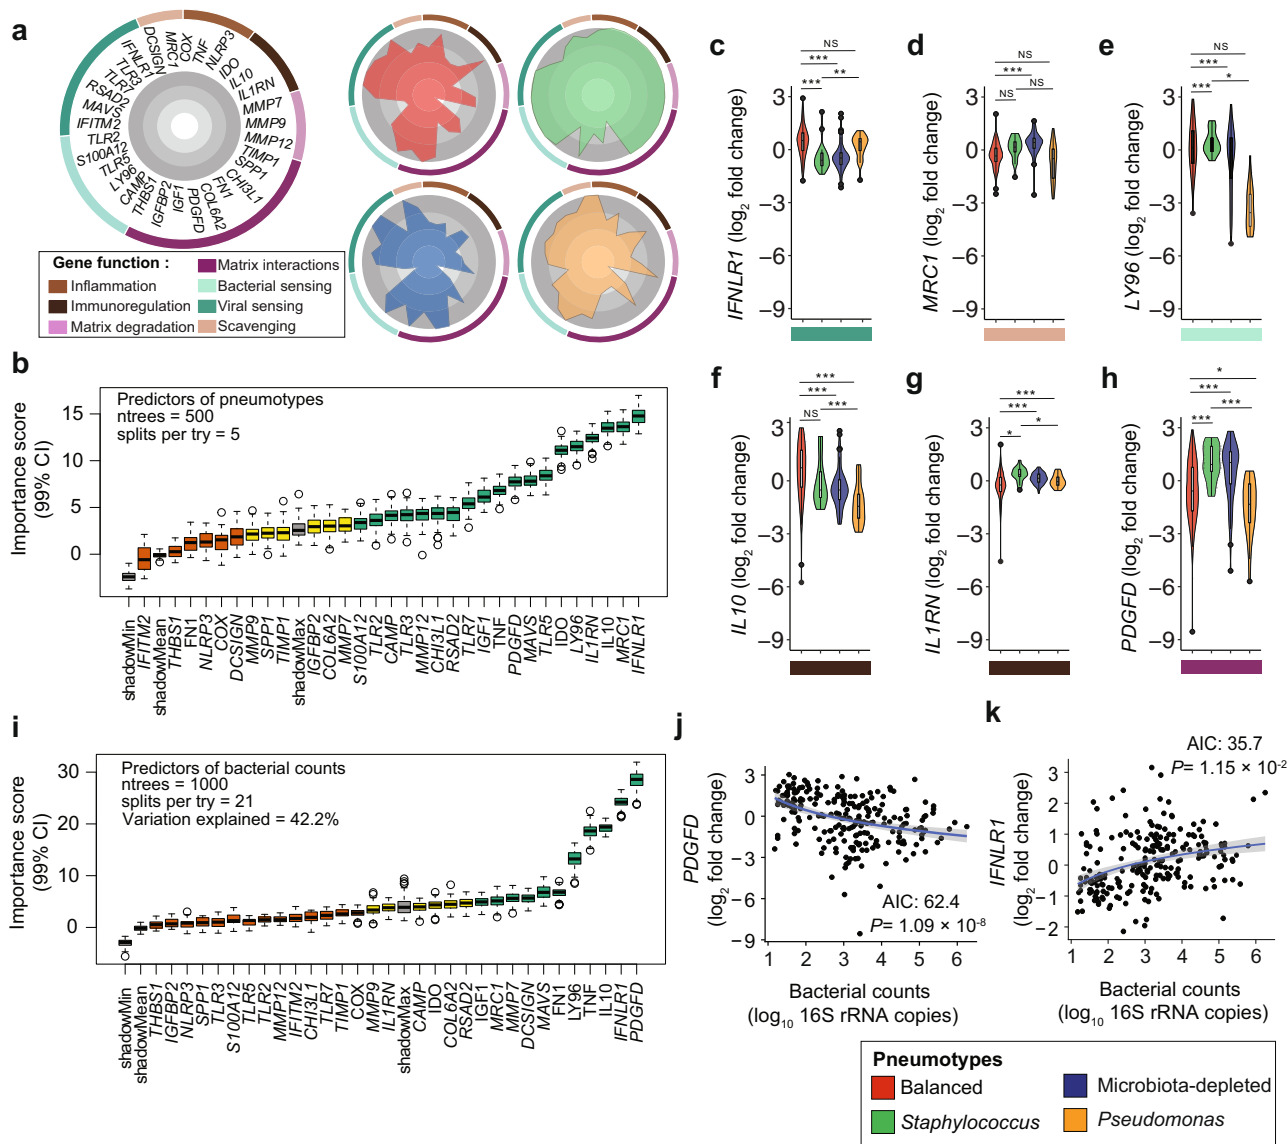 a
COX
TNF
NLRP3
IDO
IL10
IL1RN
MMP7
MMP9
MMP12
TIMP1
SPP1
CHI3L1
FN1
COL6A2
PDGFD
IGF1
IGFBP2
THBS1
CAMP
LY96
TLR5
S100A12
TLR2
IFITM2
MAVS
RSAD2
TLR7
TLR3
IFNLR1
DCSIGN
MRC1
Gene function :
Inflammation
Immunoregulation
Matrix degradation
Matrix interactions
Bacterial sensing
Viral sensing
Scavenging
b
Importance score
(99% CI)
15
10
5
0
Predictors of pneumotypes
ntrees = 500
splits per try = 5
shadowMin
IFITM2
shadowMean
THBS1
FN1
NLRP3
COX
DCSIGN
MMP9
SPP1
TIMP1
shadowMax
IGFBP2
COL6A2
MMP7
S100A12
TLR2
CAMP
TLR3
MMP12
CHI3L1
RSAD2
TLR7
IGF1
TNF
PDGFD
MAVS
TLR5
IDO
LY96
IL1RN
IL10
MRC1
IFNLR1
c
IFNLR1 (log2 fold change)
3
0
−3
−6
−9
NS
***
**
***
d
MRC1 (log2 fold change)
3
0
−3
−6
−9
NS
***
NS
NS
e
LY96 (log2 fold change)
3
0
−3
−6
−9
NS
***
*
***
f
IL10 (log2 fold change)
3
0
−3
−6
−9
***
***
NS
***
g
IL1RN (log2 fold change)
3
0
−3
−6
−9
***
***
*
*
h
PDGFD (log2 fold change)
3
0
−3
−6
−9
*
***
***
***
i
Importance score
(99% CI)
30
20
10
0
Predictors of bacterial counts
ntrees = 1000
splits per try = 21
Variation explained = 42.2%
shadowMin
shadowMean
THBS1
IGFBP2
NLRP3
SPP1
TLR3
S100A12
TLR5
TLR2
MMP12
IFITM2
CHI3L1
TLR7
TIMP1
COX
MMP9
IL1RN
shadowMax
CAMP
IDO
COL6A2
RSAD2
IGF1
MRC1
MMP7
DCSIGN
MAVS
FN1
LY96
TNF
IL10
IFNLR1
PDGFD
j
PDGFD
(log2 fold change)
3
0
−3
−6
−9
AIC: 62.4
P= 1.09 × 10-8
1 2 3 4 5 6
Bacterial counts
(log10 16S rRNA copies)
k
IFNLR1
(log2 fold change)
AIC: 35.7
P= 1.15 × 10-2
3
2
1
0
−1
−2
1 2 3 4 5 6
Bacterial counts
(log10 16S rRNA copies)
Pneumotypes
Balanced
Microbiota-depleted
Staphylococcus
Pseudomonas